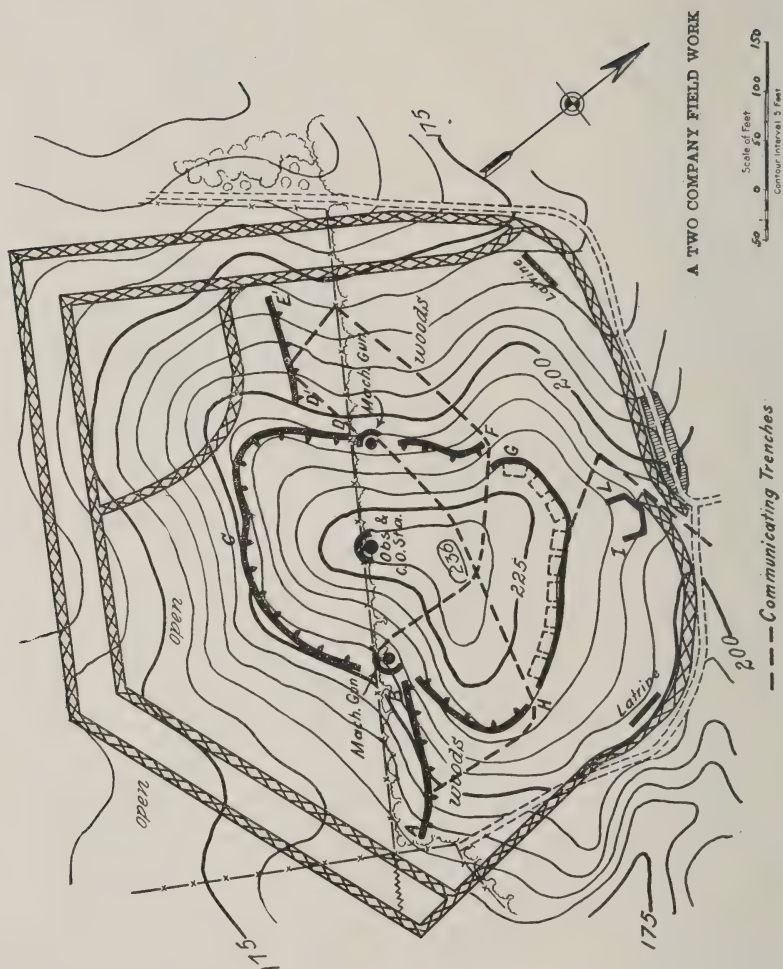 A TWO COMPANY FIELD WORK
Scale of Feet
50 0 50 100 150
Contour Interval 5 Feet
175
open
open
175
C
D
D'
E'
Mach. Gun
Mach. Gun
Obs. &
C.O. Sta.
woods
woods
A
B
F
G
H
I
L
230
225
200
200
175
Latrine
Latrine
Communicating Trenches